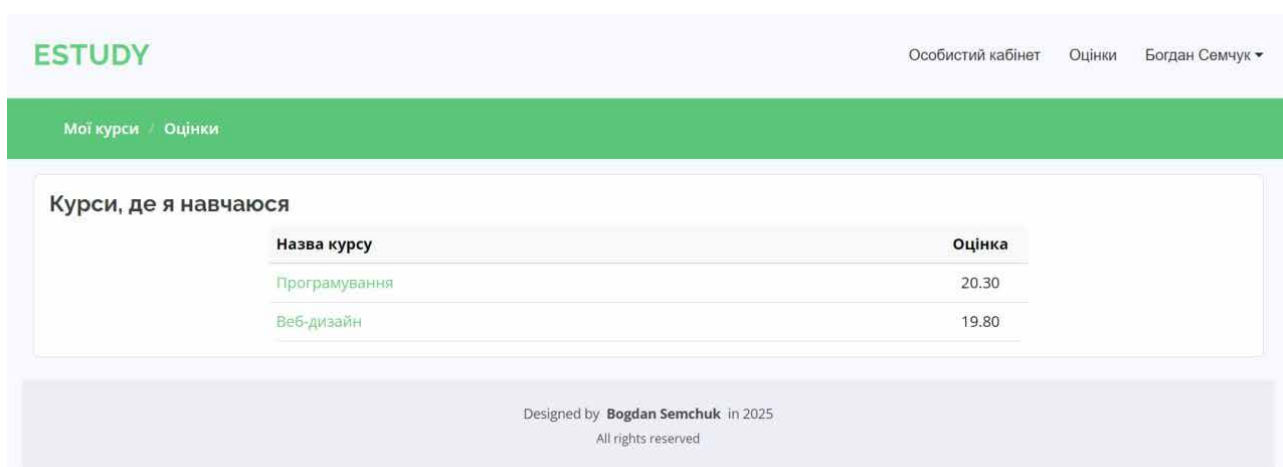 ESTUDY
Особистий кабінет Оцінки Богдан Семчук
Мої курси / Оцінки
Курси, де я навчаюся
Назва курсу Оцінка
Програмування 20.30
Веб-дизайн 19.80
Designed by Bogdan Semchuk in 2025
All rights reserved